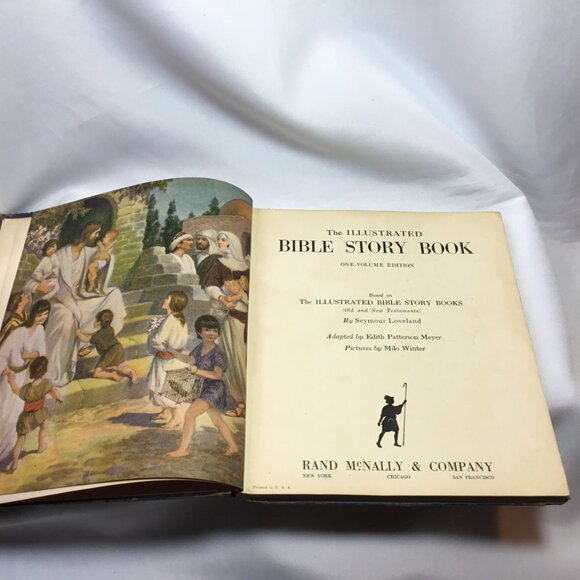 The ILLUSTRATED
BIBLE STORY BOOK
ONE-VOLUME EDITION
Based on
The ILLUSTRATED BIBLE STORY BOOKS
(Old and New Testaments)
By Seymour Loveland
Adapted by Edith Patterson Meyer
Pictures by Milo Winter
RAND McNALLY & COMPANY
NEW YORK CHICAGO SAN FRANCISCO
Printed in U. S. A.